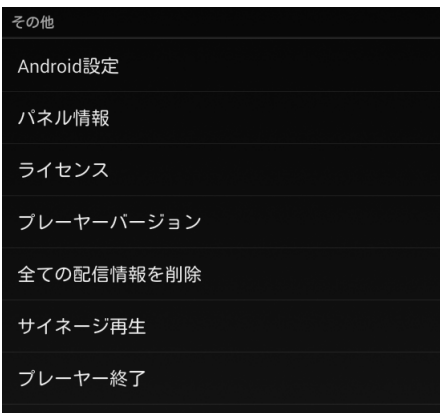 その他
Android設定
パネル情報
ライセンス
プレーヤーバージョン
全ての配信情報を削除
サイネージ再生
プレーヤー終了